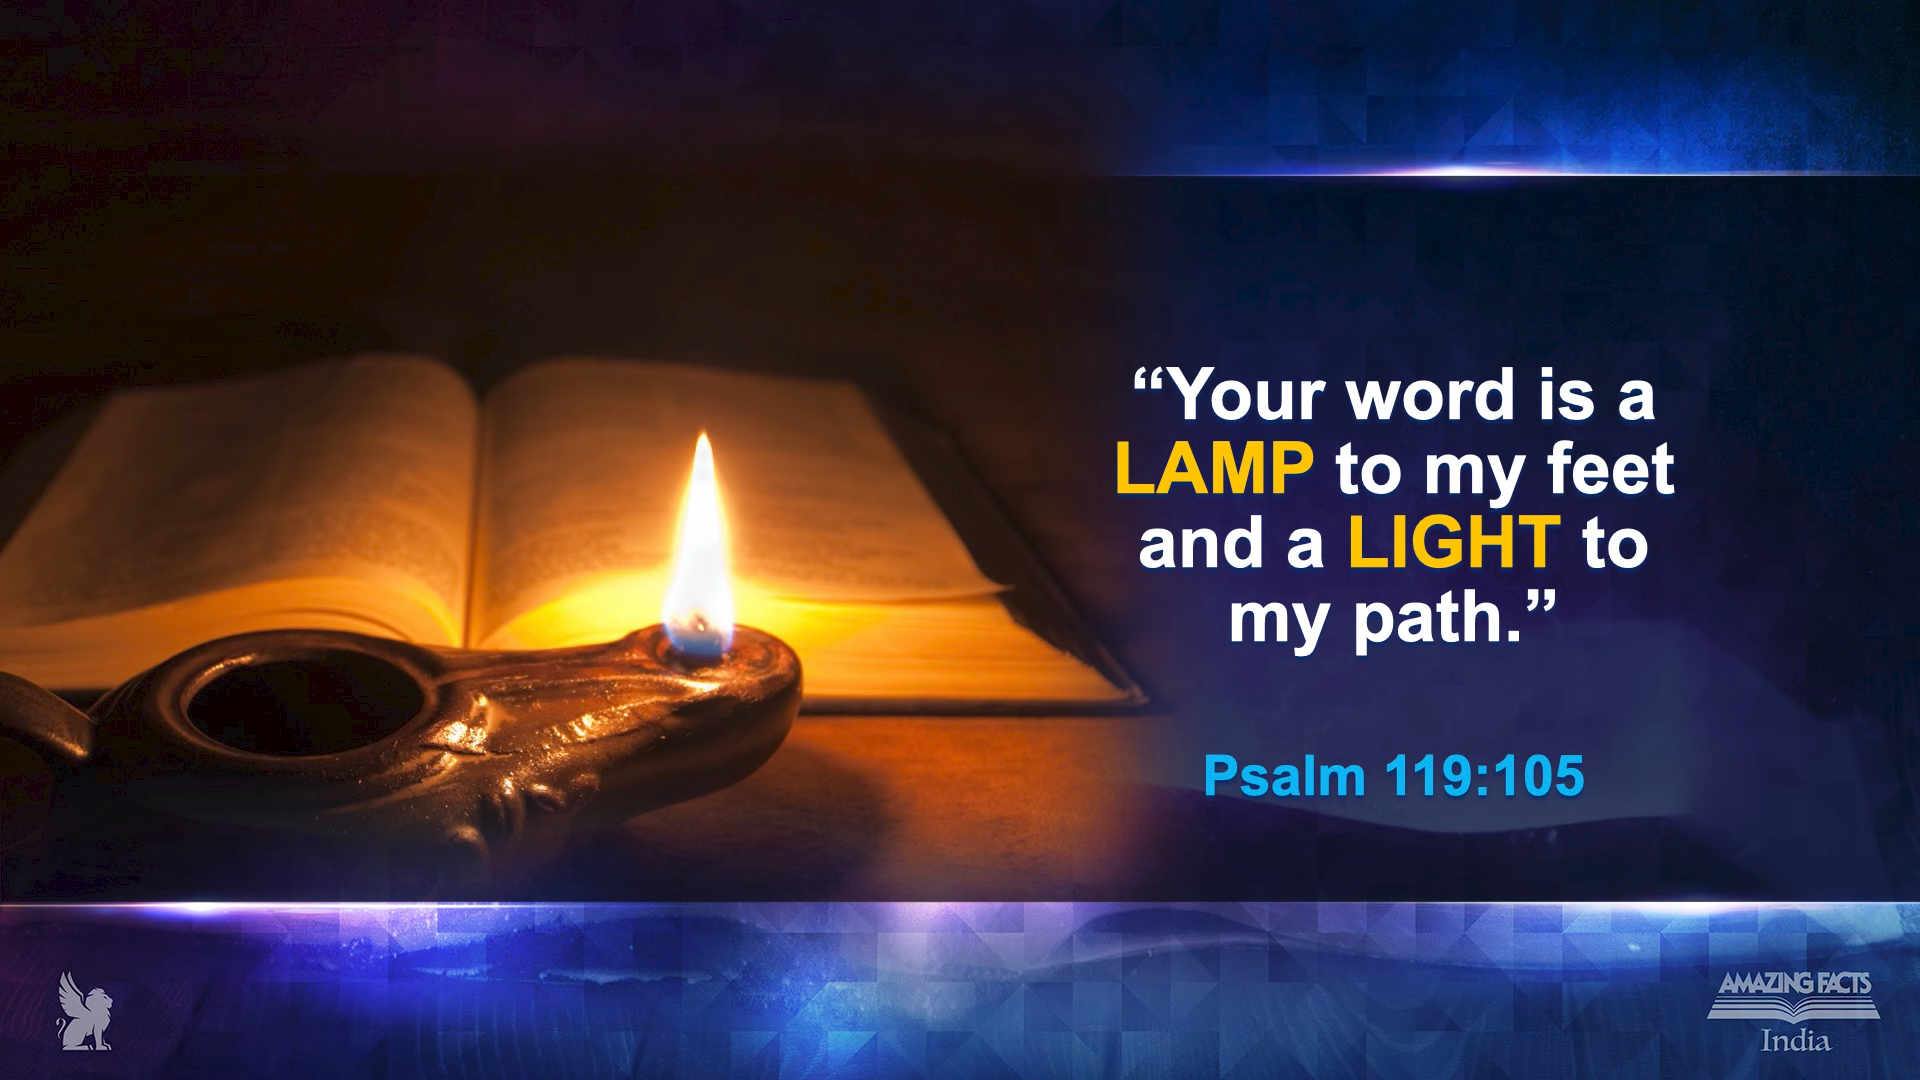 “Your word is a
LAMP to my feet
and a LIGHT to
my path.”
Psalm 119:105
AMAZING FACTS
India